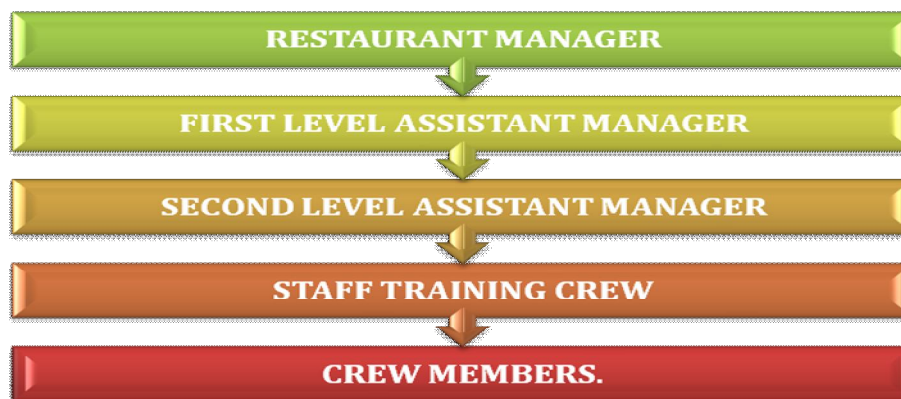 RESTAURANT MANAGER
FIRST LEVEL ASSISTANT MANAGER
SECOND LEVEL ASSISTANT MANAGER
STAFF TRAINING CREW
CREW MEMBERS.